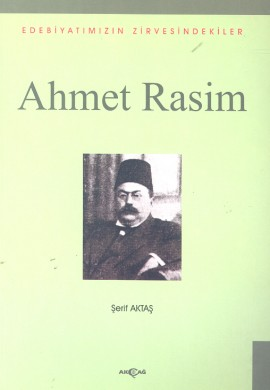 EDEBİYATIMIZIN ZİRVESİNDEKİLER
Ahmet Rasim
Şerif AKTAŞ
AKÇAĞ